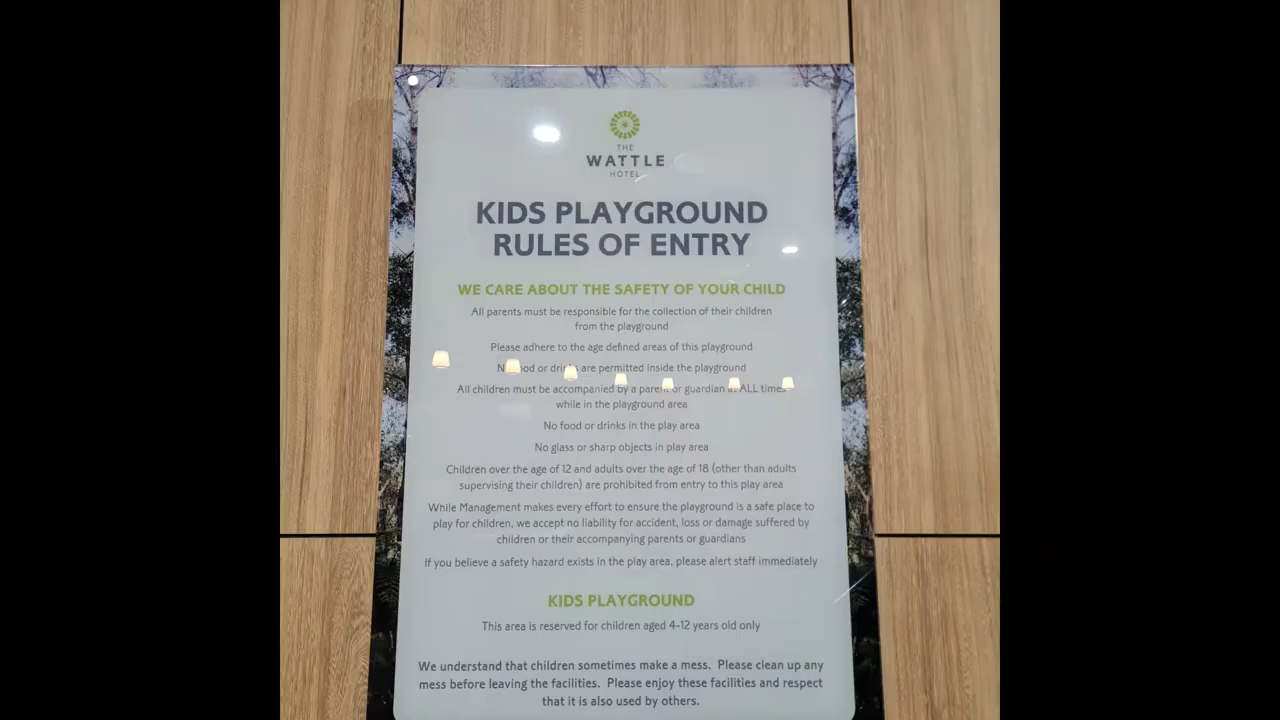 THE
WATTLE
HOTEL
KIDS PLAYGROUND
RULES OF ENTRY
WE CARE ABOUT THE SAFETY OF YOUR CHILD
All parents must be responsible for the collection of their children
from the playground
Please adhere to the age defined areas of this playground
No food or drinks are permitted inside the playground
All children must be accompanied by a parent or guardian at ALL times
while in the playground area
No food or drinks in the play area
No glass or sharp objects in play area
Children over the age of 12 and adults over the age of 18 (other than adults
supervising their children) are prohibited from entry to this play area
While Management makes every effort to ensure the playground is a safe place to
play for children, we accept no liability for accident, loss or damage suffered by
children or their accompanying parents or guardians
If you believe a safety hazard exists in the play area, please alert staff immediately
KIDS PLAYGROUND
This area is reserved for children aged 4-12 years old only
We understand that children sometimes make a mess. Please clean up any
mess before leaving the facilities. Please enjoy these facilities and respect
that it is also used by others.